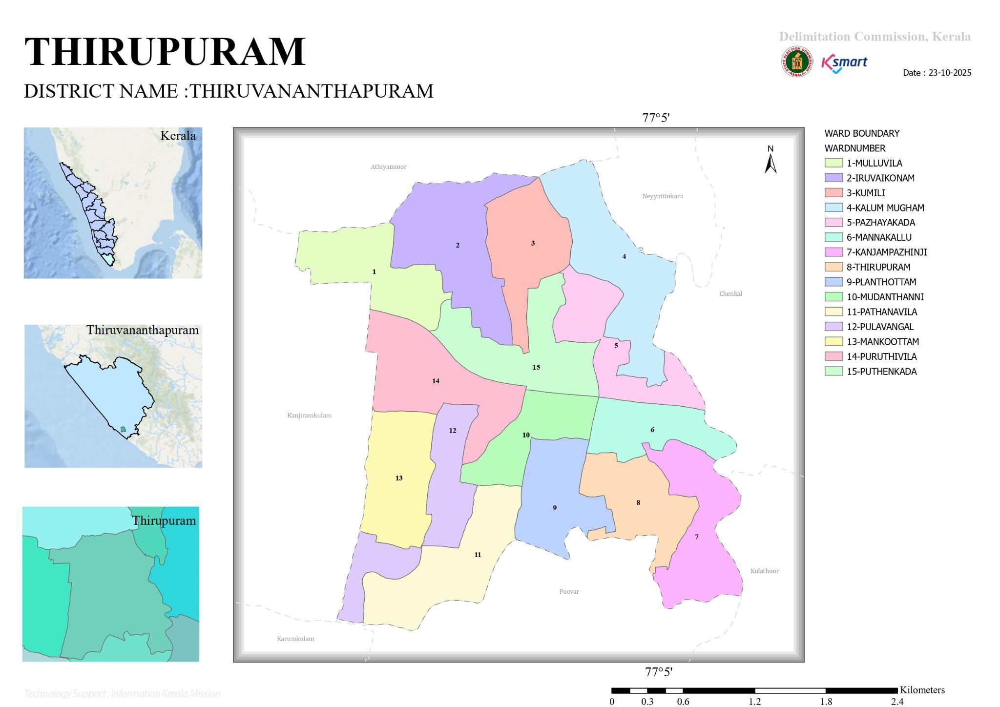 THIRUPURAM
DISTRICT NAME :THIRUVANANTHAPURAM
Delimitation Commission, Kerala
STATE ELECTION COMMISSION
KERALA
Ksmart
Date : 23-10-2025
Kerala
Thiruvananthapuram
Thirupuram
77°5'
N
Athiyannoor
Neyyattinkara
Chenkal
Kanjiramkulam
Kulathoor
Poovar
Karumkulam
1
2
3
4
5
6
7
8
9
10
11
12
13
14
15
77°5'
WARD BOUNDARY
WARDNUMBER
1-MULLUVILA
2-IRUVAIKONAM
3-KUMILI
4-KALUM MUGHAM
5-PAZHAYAKADA
6-MANNAKALLU
7-KANJAMPAZHINJI
8-THIRUPURAM
9-PLANTHOTTAM
10-MUDANTHANNI
11-PATHANAVILA
12-PULAVANGAL
13-MANKOOTTAM
14-PURUTHIVILA
15-PUTHENKADA
Kilometers
0 0.3 0.6 1.2 1.8 2.4
Technology Support : Information Kerala Mission